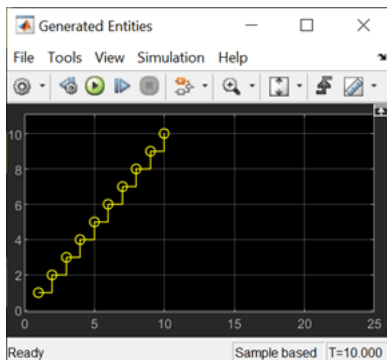 Generated Entities
File Tools View Simulation Help
10
8
6
4
2
0
0 5 10 15 20 25
Ready Sample based T=10.000